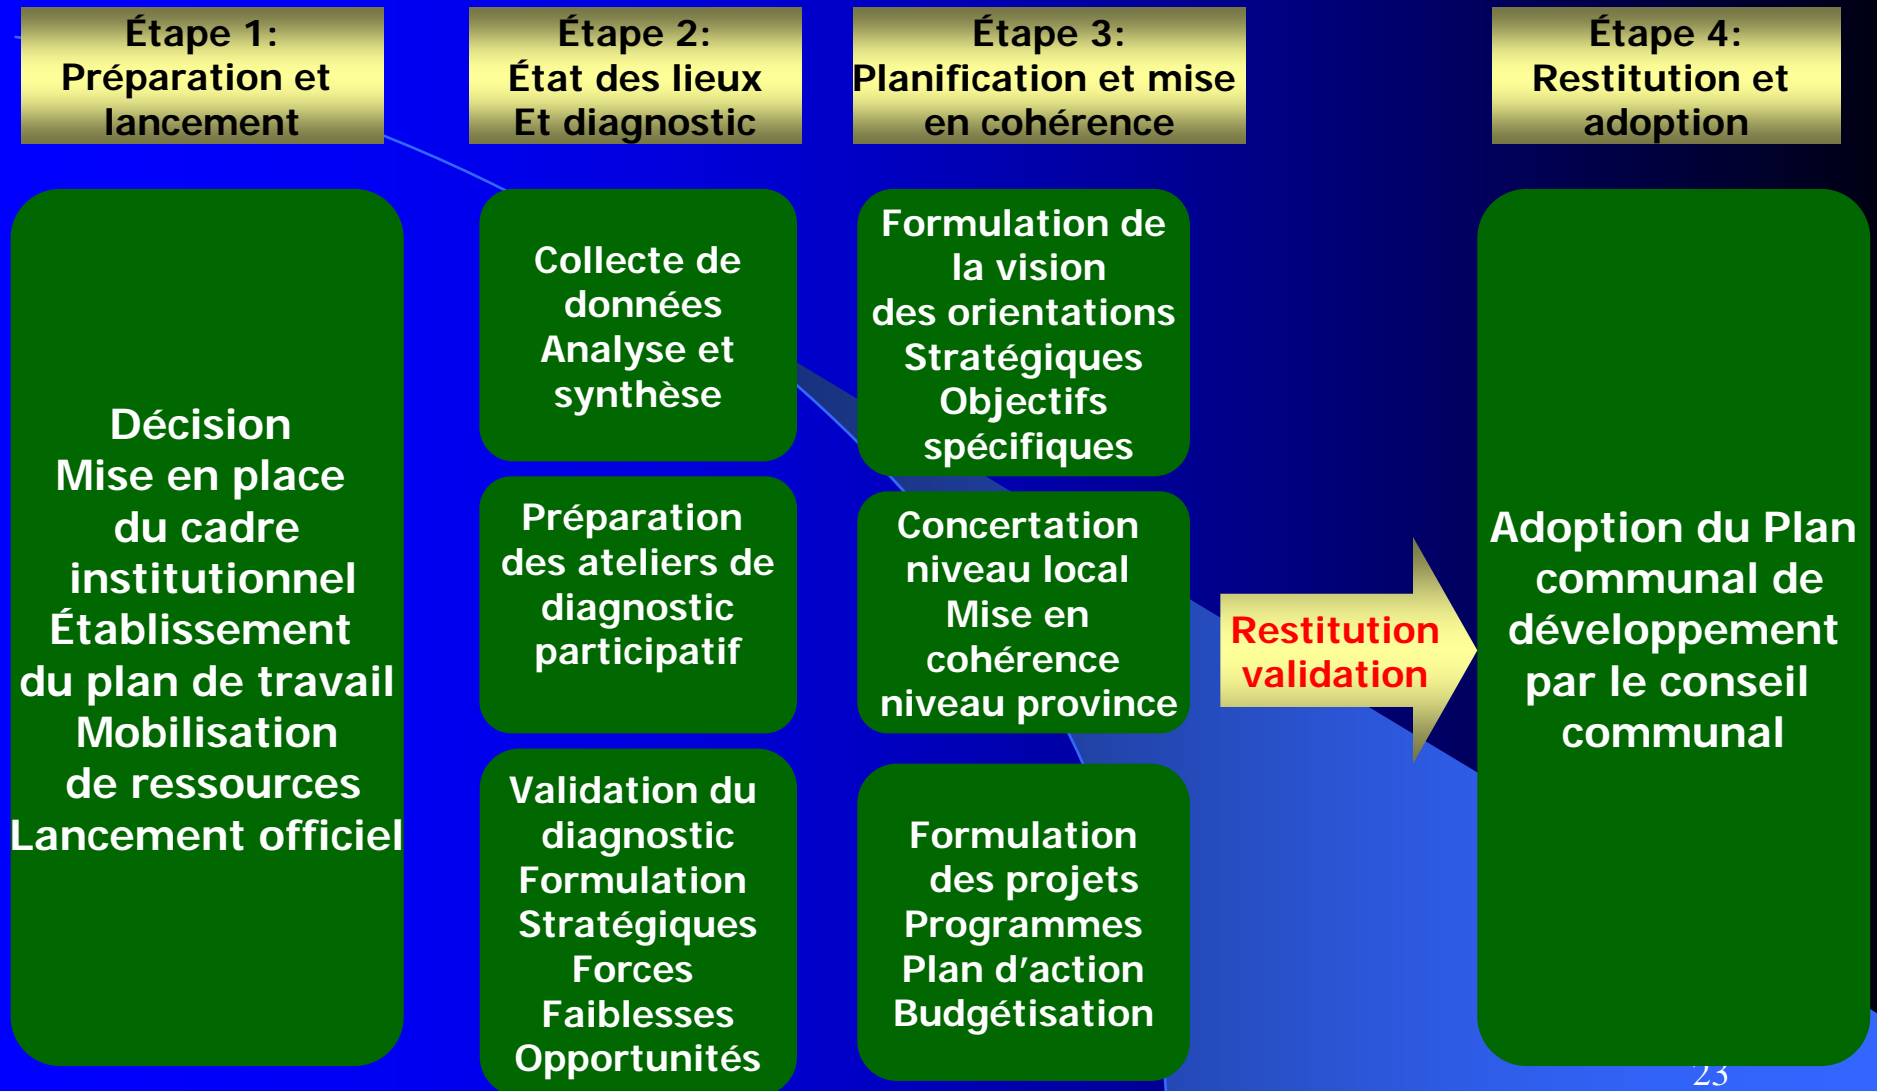 Étape 1:
Préparation et
lancement
Étape 2:
État des lieux
Et diagnostic
Étape 3:
Planification et mise
en cohérence
Étape 4:
Restitution et
adoption
Décision
Mise en place
du cadre
institutionnel
Établissement
du plan de travail
Mobilisation
de ressources
Lancement officiel
Collecte de
données
Analyse et
synthèse
Préparation
des ateliers de
diagnostic
participatif
Validation du
diagnostic
Formulation
Stratégiques
Forces
Faiblesses
Opportunités
Formulation de
la vision
des orientations
Stratégiques
Objectifs
spécifiques
Concertation
niveau local
Mise en
cohérence
niveau province
Formulation
des projets
Programmes
Plan d’action
Budgétisation
Restitution
validation
Adoption du Plan
communal de
développement
par le conseil
communal
23